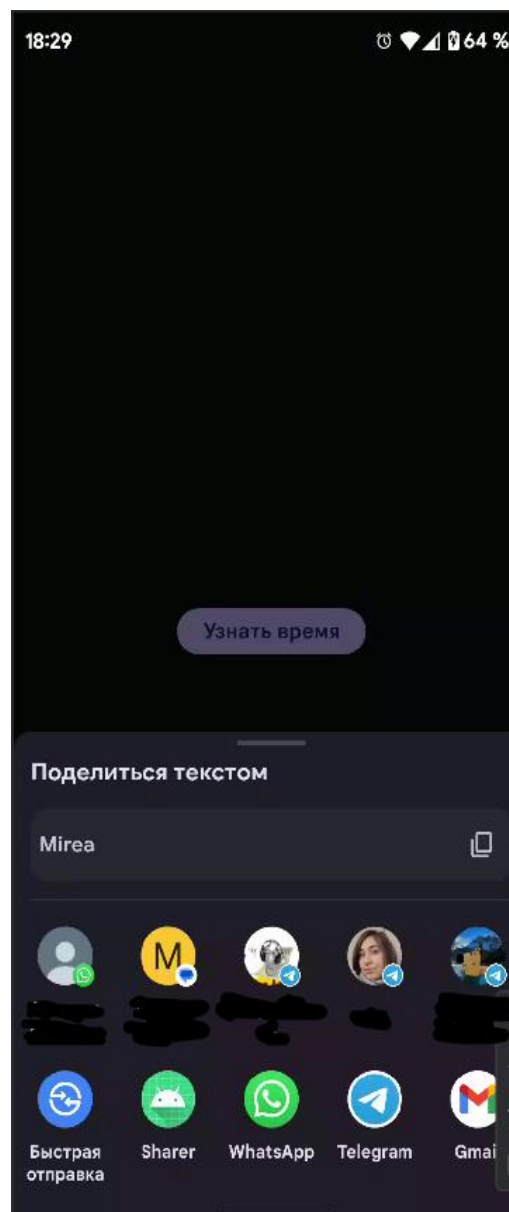 18:29
64 %
Узнать время
Поделиться текстом
Mirea
M
Быстрая
отправка
Sharer
WhatsApp
Telegram
Gmai